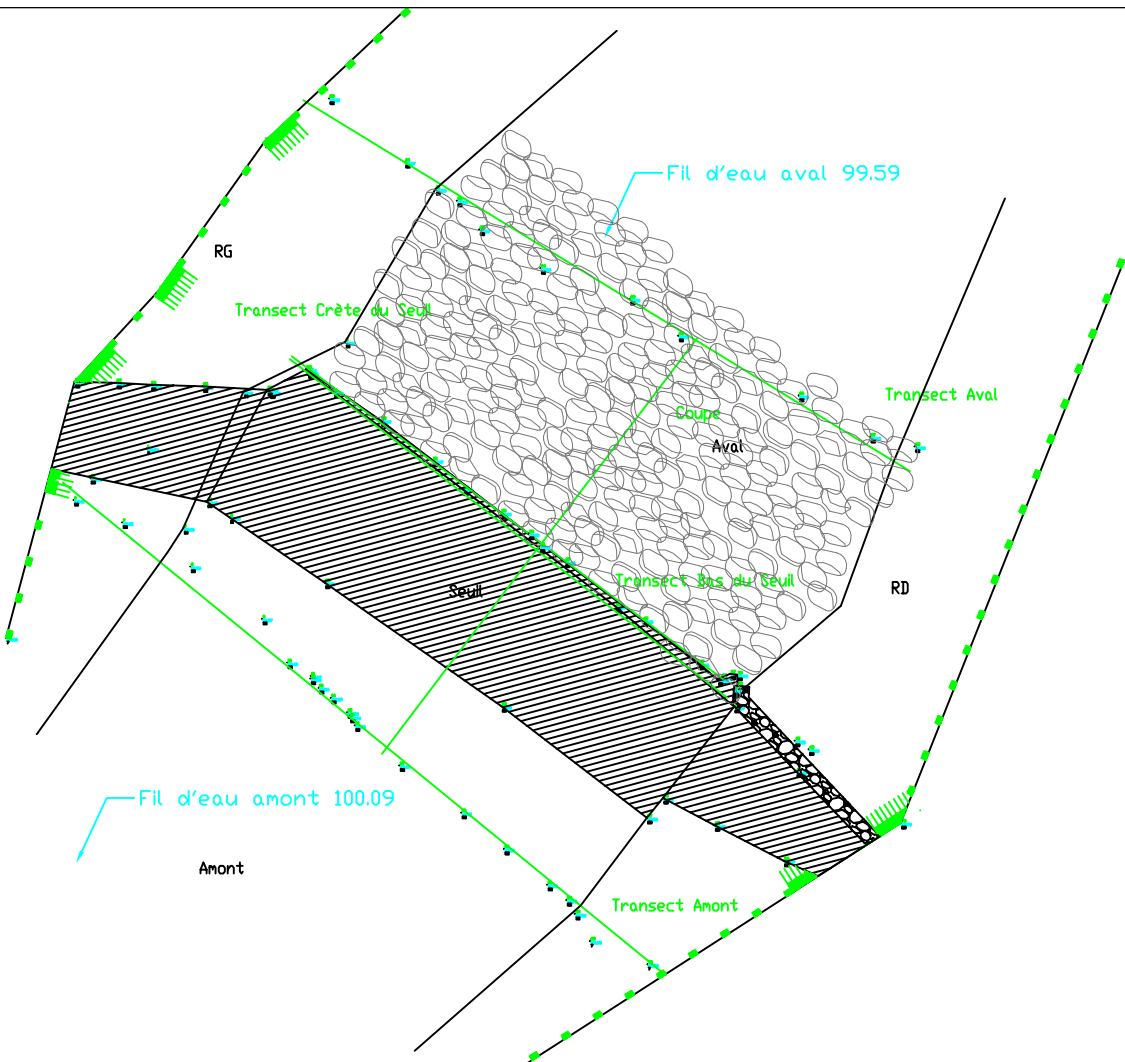 Fil d'eau aval 99.59
RG
Transect Crète du Seuil
Transect Aval
Coupe
Aval
Transect Bas du Seuil
Seuil
RD
Fil d'eau amont 100.09
Amont
Transect Amont